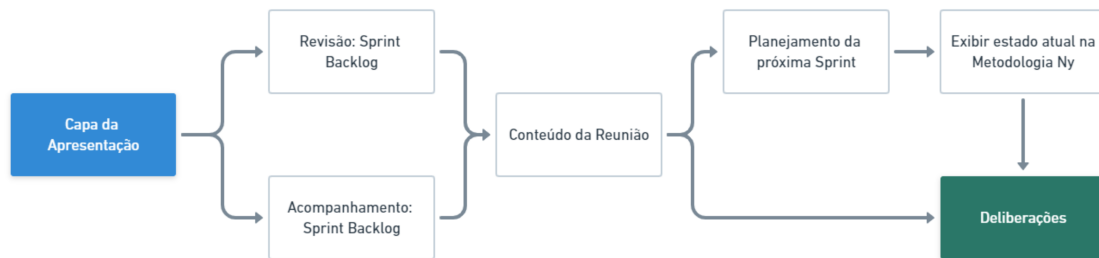 Capa da
Apresentação
Revisão: Sprint
Backlog
Acompanhamento:
Sprint Backlog
Conteúdo da Reunião
Planejamento da
próxima Sprint
Exibir estado atual na
Metodologia Ny
Deliberações